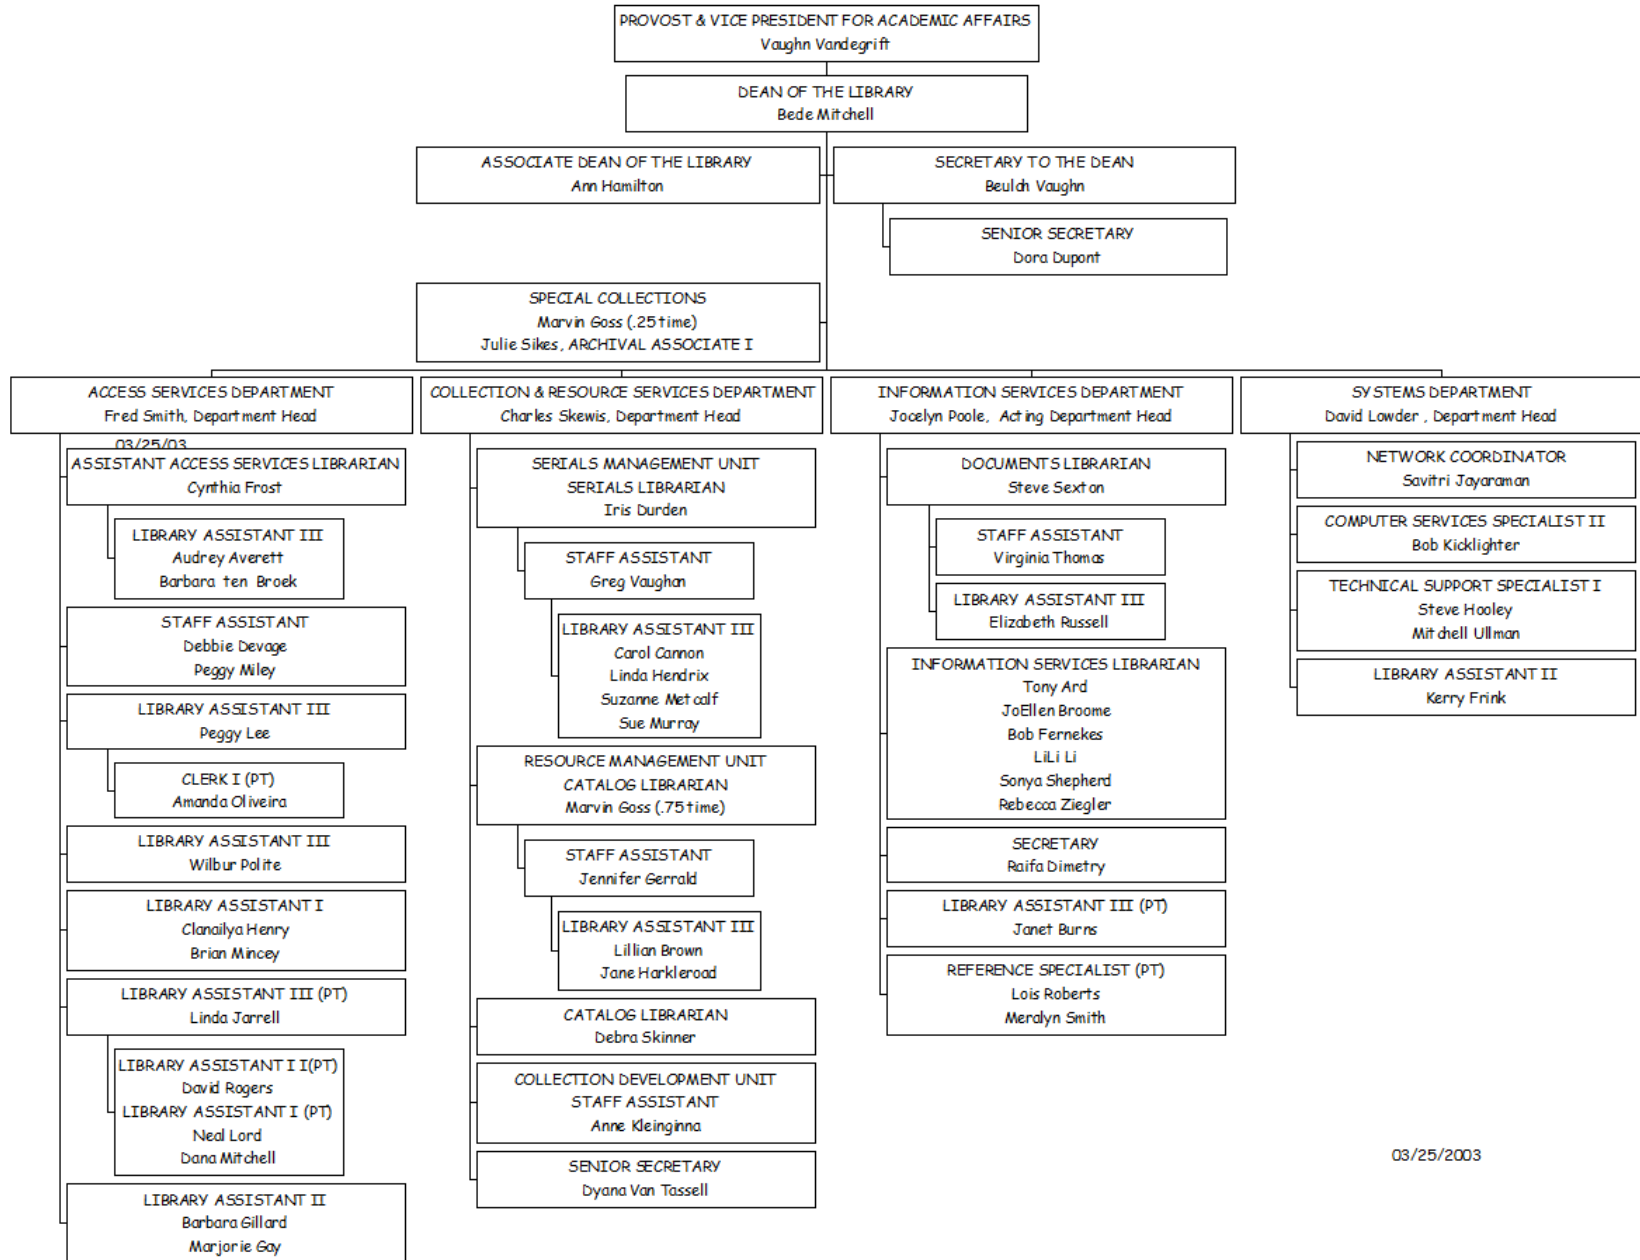 PROVOST & VICE PRESIDENT FOR ACADEMIC AFFAIRS
Vaughn Vandegrift
DEAN OF THE LIBRARY
Bede Mitchell
ASSOCIATE DEAN OF THE LIBRARY
Ann Hamilton
SECRETARY TO THE DEAN
Beulah Vaughn
SENIOR SECRETARY
Dora Dupont
SPECIAL COLLECTIONS
Marvin Goss (.25 time)
Julie Sikes, ARCHIVAL ASSOCIATE I
ACCESS SERVICES DEPARTMENT
Fred Smith, Department Head
03/25/03
ASSISTANT ACCESS SERVICES LIBRARIAN
Cynthia Frost
LIBRARY ASSISTANT III
Audrey Averett
Barbara ten Broek
STAFF ASSISTANT
Debbie Devage
Peggy Miley
LIBRARY ASSISTANT III
Peggy Lee
CLERK I (PT)
Amanda Oliveira
LIBRARY ASSISTANT III
Wilbur Polite
LIBRARY ASSISTANT I
Clanailya Henry
Brian Mincey
LIBRARY ASSISTANT III (PT)
Linda Jarrell
LIBRARY ASSISTANT I I(PT)
David Rogers
LIBRARY ASSISTANT I (PT)
Neal Lord
Dana Mitchell
LIBRARY ASSISTANT II
Barbara Gillard
Marjorie Gay
COLLECTION & RESOURCE SERVICES DEPARTMENT
Charles Skewis, Department Head
SERIALS MANAGEMENT UNIT
SERIALS LIBRARIAN
Iris Durden
STAFF ASSISTANT
Greg Vaughan
LIBRARY ASSISTANT III
Carol Cannon
Linda Hendrix
Suzanne Metcalf
Sue Murray
RESOURCE MANAGEMENT UNIT
CATALOG LIBRARIAN
Marvin Goss (.75 time)
STAFF ASSISTANT
Jennifer Gerrald
LIBRARY ASSISTANT III
Lillian Brown
Jane Harkleroad
CATALOG LIBRARIAN
Debra Skinner
COLLECTION DEVELOPMENT UNIT
STAFF ASSISTANT
Anne Kleinginna
SENIOR SECRETARY
Dyana Van Tassell
INFORMATION SERVICES DEPARTMENT
Jocelyn Poole, Acting Department Head
DOCUMENTS LIBRARIAN
Steve Sexton
STAFF ASSISTANT
Virginia Thomas
LIBRARY ASSISTANT III
Elizabeth Russell
INFORMATION SERVICES LIBRARIAN
Tony Ard
JoEllen Broome
Bob Fernekes
LiLi Li
Sonya Shepherd
Rebecca Ziegler
SECRETARY
Raifa Dimetry
LIBRARY ASSISTANT III (PT)
Janet Burns
REFERENCE SPECIALIST (PT)
Lois Roberts
Meralyn Smith
SYSTEMS DEPARTMENT
David Lowder , Department Head
NETWORK COORDINATOR
Savitri Jayaraman
COMPUTER SERVICES SPECIALIST II
Bob Kicklighter
TECHNICAL SUPPORT SPECIALIST I
Steve Hooley
Mitchell Ullman
LIBRARY ASSISTANT II
Kerry Frink
03/25/2003